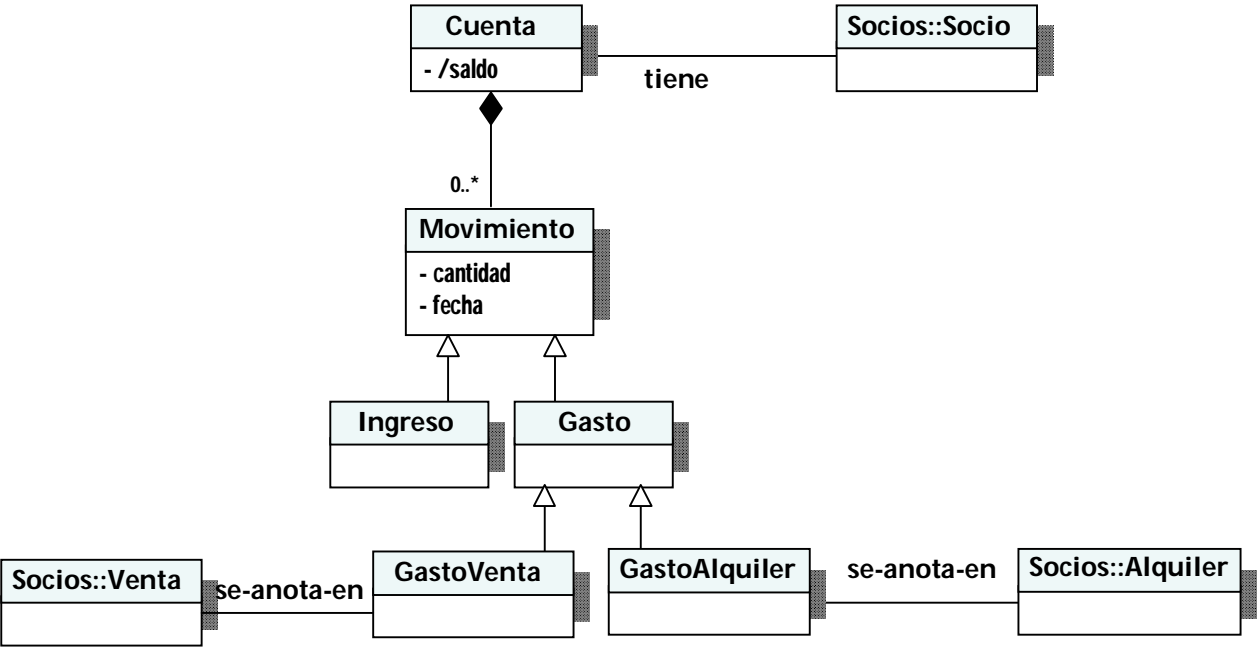 Cuenta
- /saldo
Socios::Socio
tiene
0..*
Movimiento
- cantidad
- fecha
Ingreso
Gasto
Socios::Venta
se-anota-en
GastoVenta
GastoAlquiler
se-anota-en
Socios::Alquiler